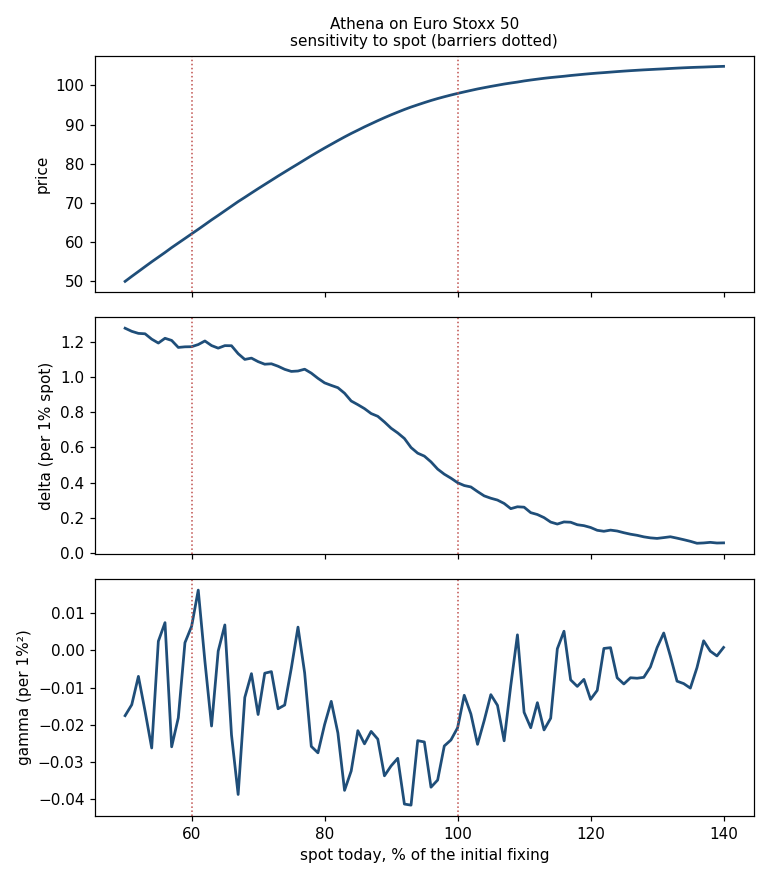 Athena on Euro Stoxx 50
sensitivity to spot (barriers dotted)
100
90
80
70
60
50
price
1.2
1.0
0.8
0.6
0.4
0.2
0.0
delta (per 1% spot)
0.01
0.00
−0.01
−0.02
−0.03
−0.04
gamma (per 1%²)
60 80 100 120 140
spot today, % of the initial fixing